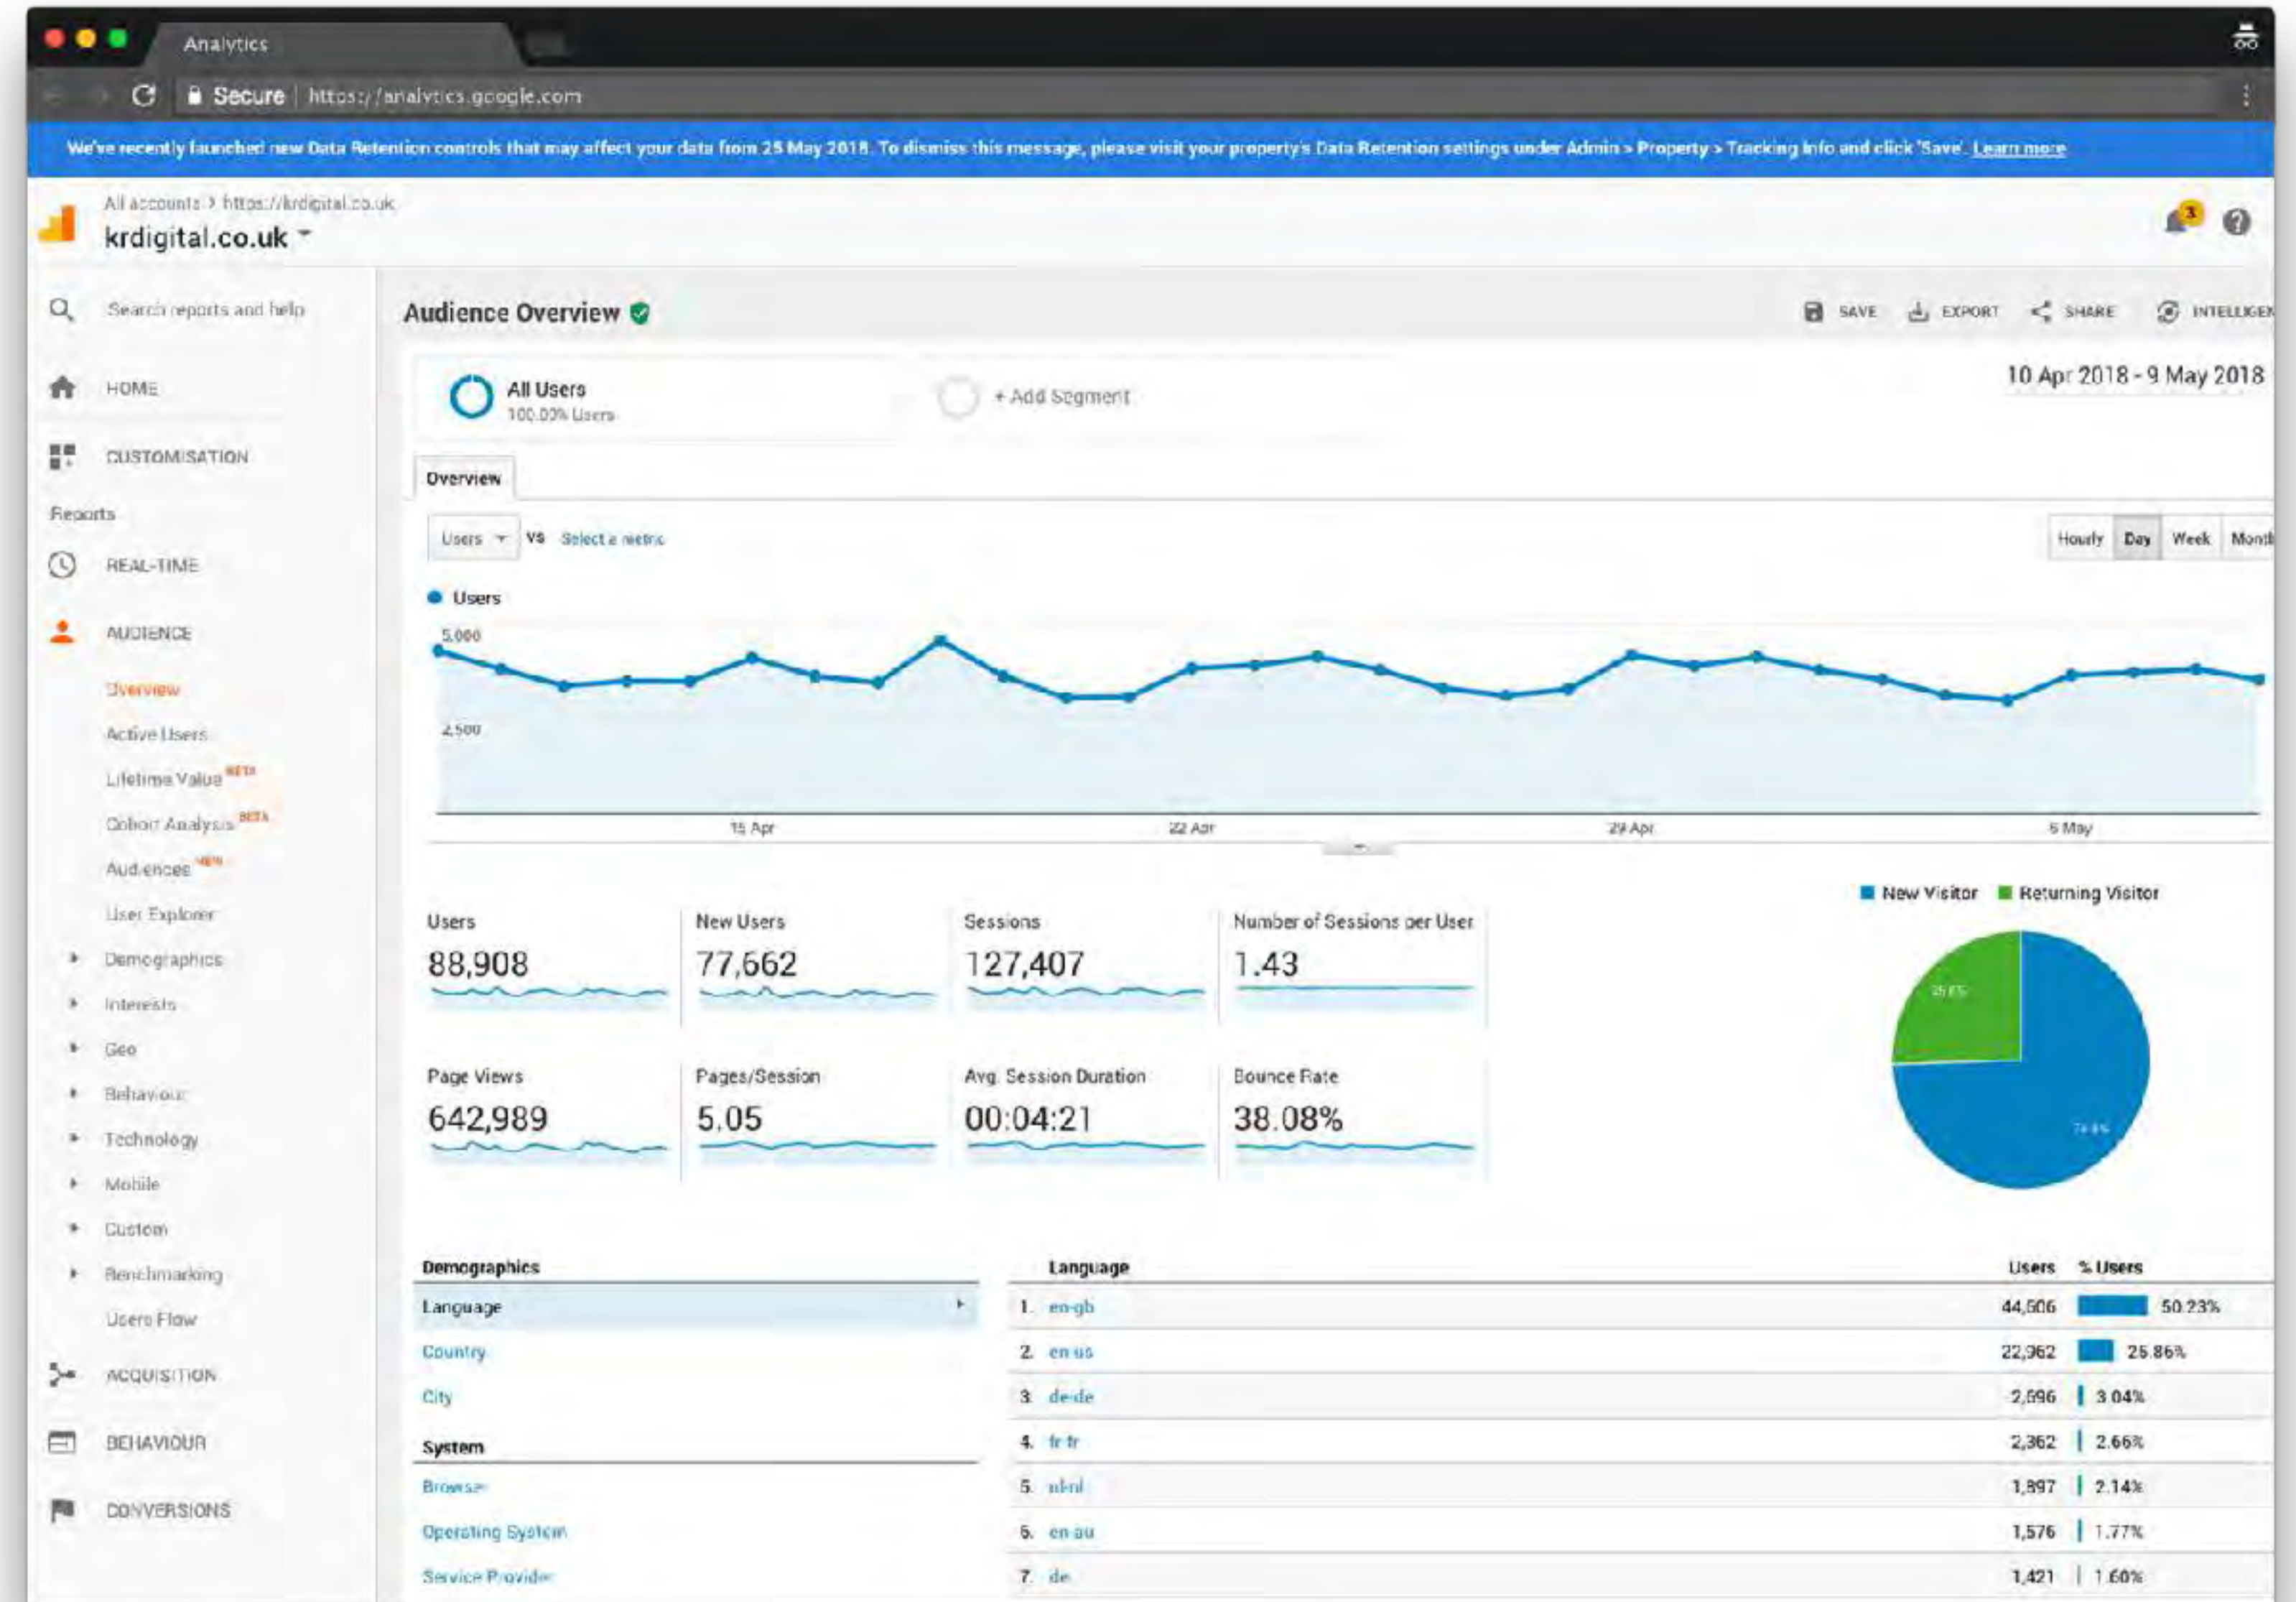 Analytics
Secure https://analytics.google.com
We've recently launched new Data Retention controls that may affect your data from 25 May 2018. To dismiss this message, please visit your property's Data Retention settings under Admin > Property > Tracking Info and click 'Save'. Learn more
All accounts > https://krdigital.co.uk
krdigital.co.uk
3
Search reports and help
HOME
CUSTOMISATION
Reports
REAL-TIME
AUDIENCE
Overview
Active Users
Lifetime Value BETA
Cohort Analysis BETA
Audiences NEW
User Explorer
Demographics
Interests
Geo
Behaviour
Technology
Mobile
Custom
Benchmarking
Users Flow
ACQUISITION
BEHAVIOUR
CONVERSIONS
Audience Overview
SAVE EXPORT SHARE INTELLIGEN
All Users
100.00% Users
+ Add Segment
10 Apr 2018 - 9 May 2018
Overview
Users VS Select a metric
Hourly Day Week Month
Users
5,000
2,500
15 Apr 22 Apr 29 Apr 6 May
New Visitor Returning Visitor
Users New Users Sessions Number of Sessions per User
88,908 77,662 127,407 1.43
Page Views Pages/Session Avg. Session Duration Bounce Rate
642,989 5.05 00:04:21 38.08%
Demographics
Language
Country
City
System
Browser
Operating System
Service Provider
Language Users % Users
1. en-gb 44,606 50.23%
2. en-us 22,962 25.86%
3. de-de 2,696 3.04%
4. fr-fr 2,362 2.66%
5. nl-nl 1,897 2.14%
6. en-au 1,576 1.77%
7. de 1,421 1.60%